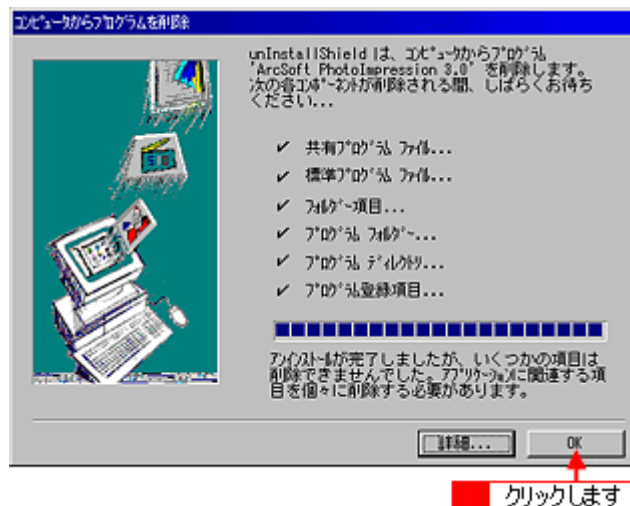 コンピュータからプログラムを削除
unInstallShield は、コンピュータからプログラム
'ArcSoft PhotoImpression 3.0' を削除します。
次の各コンポーネントが削除される間、しばらくお待ち
ください...
✔ 共有プログラム ファイル...
✔ 標準プログラム ファイル...
✔ フォルダー項目...
✔ プログラム フォルダー...
✔ プログラム ディレクトリ...
✔ プログラム登録項目...
アンインストールが完了しましたが、いくつかの項目は
削除できませんでした。アプリケーションに関連する項
目を個々に削除する必要があります。
詳細...
OK
クリックします